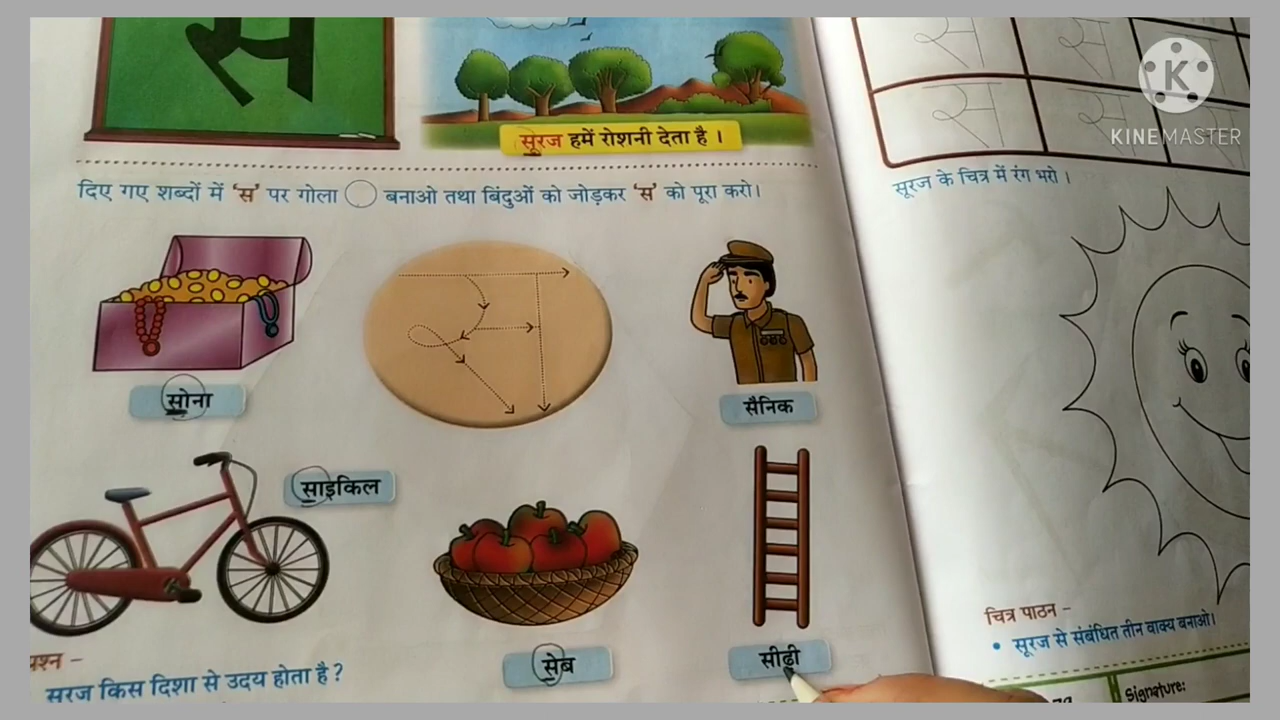 स
सूरज हमें रोशनी देता है ।
दिए गए शब्दों में 'स' पर गोला बनाओ तथा बिंदुओं को जोड़कर 'स' को पूरा करो।
सोना
स
सैनिक
साइकिल
सेब
सीढ़ी
प्रश्न -
सूरज किस दिशा से उदय होता है ?
स स
स स
K
KINEMASTER
सूरज के चित्र में रंग भरो ।
चित्र पाठन -
• सूरज से संबंधित तीन वाक्य बनाओ।
Signature: